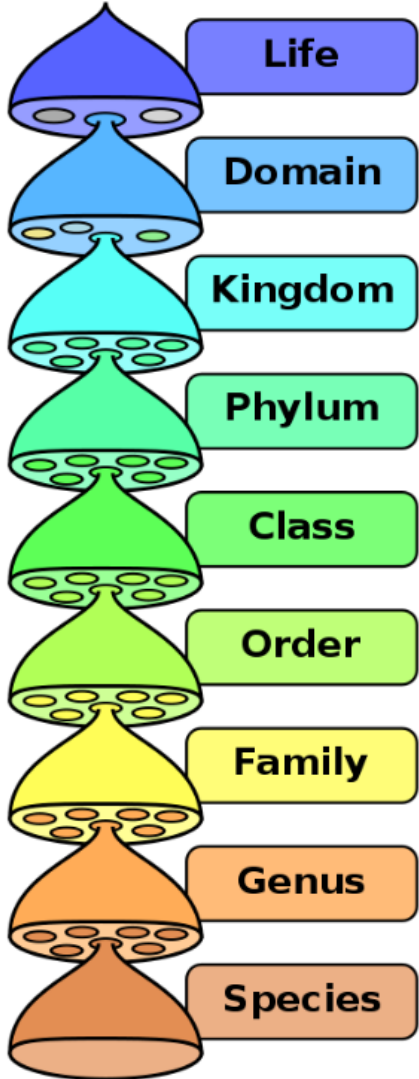 Life
Domain
Kingdom
Phylum
Class
Order
Family
Genus
Species